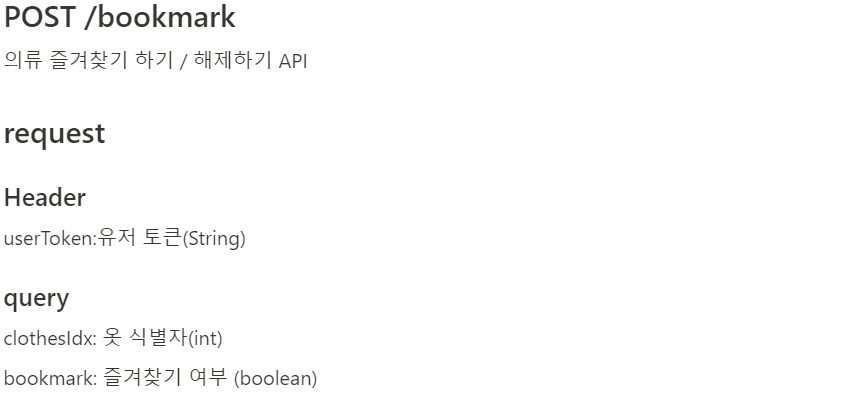 POST /bookmark
의류 즐겨찾기 하기 / 해제하기 API
request
Header
userToken:유저 토큰(String)
query
clothesIdx: 옷 식별자(int)
bookmark: 즐겨찾기 여부 (boolean)